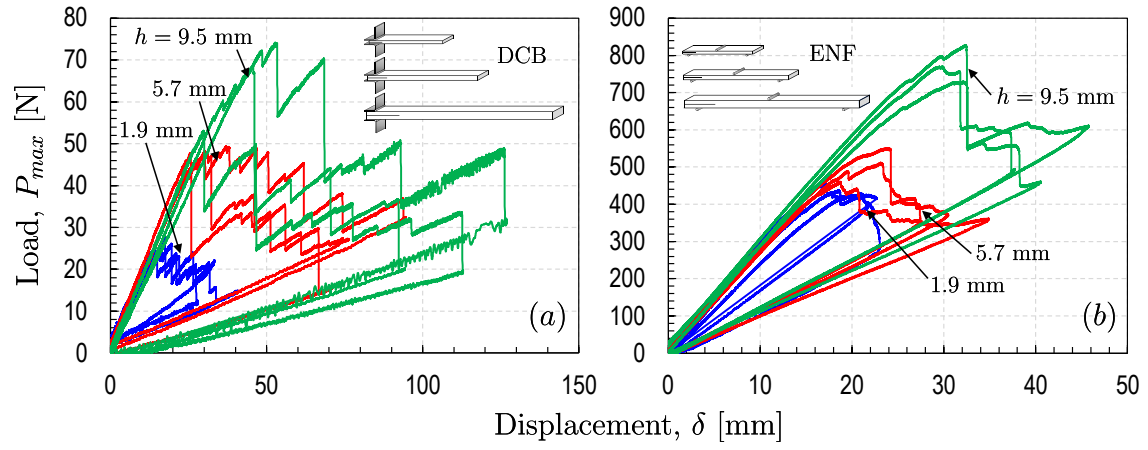 Load, P_max [N]
80
70
60
50
40
30
20
10
0
h = 9.5 mm
5.7 mm
1.9 mm
DCB
(a)
0
50
100
150
900
800
700
600
500
400
300
200
100
0
ENF
h = 9.5 mm
5.7 mm
1.9 mm
(b)
0
10
20
30
40
50
Displacement, δ [mm]